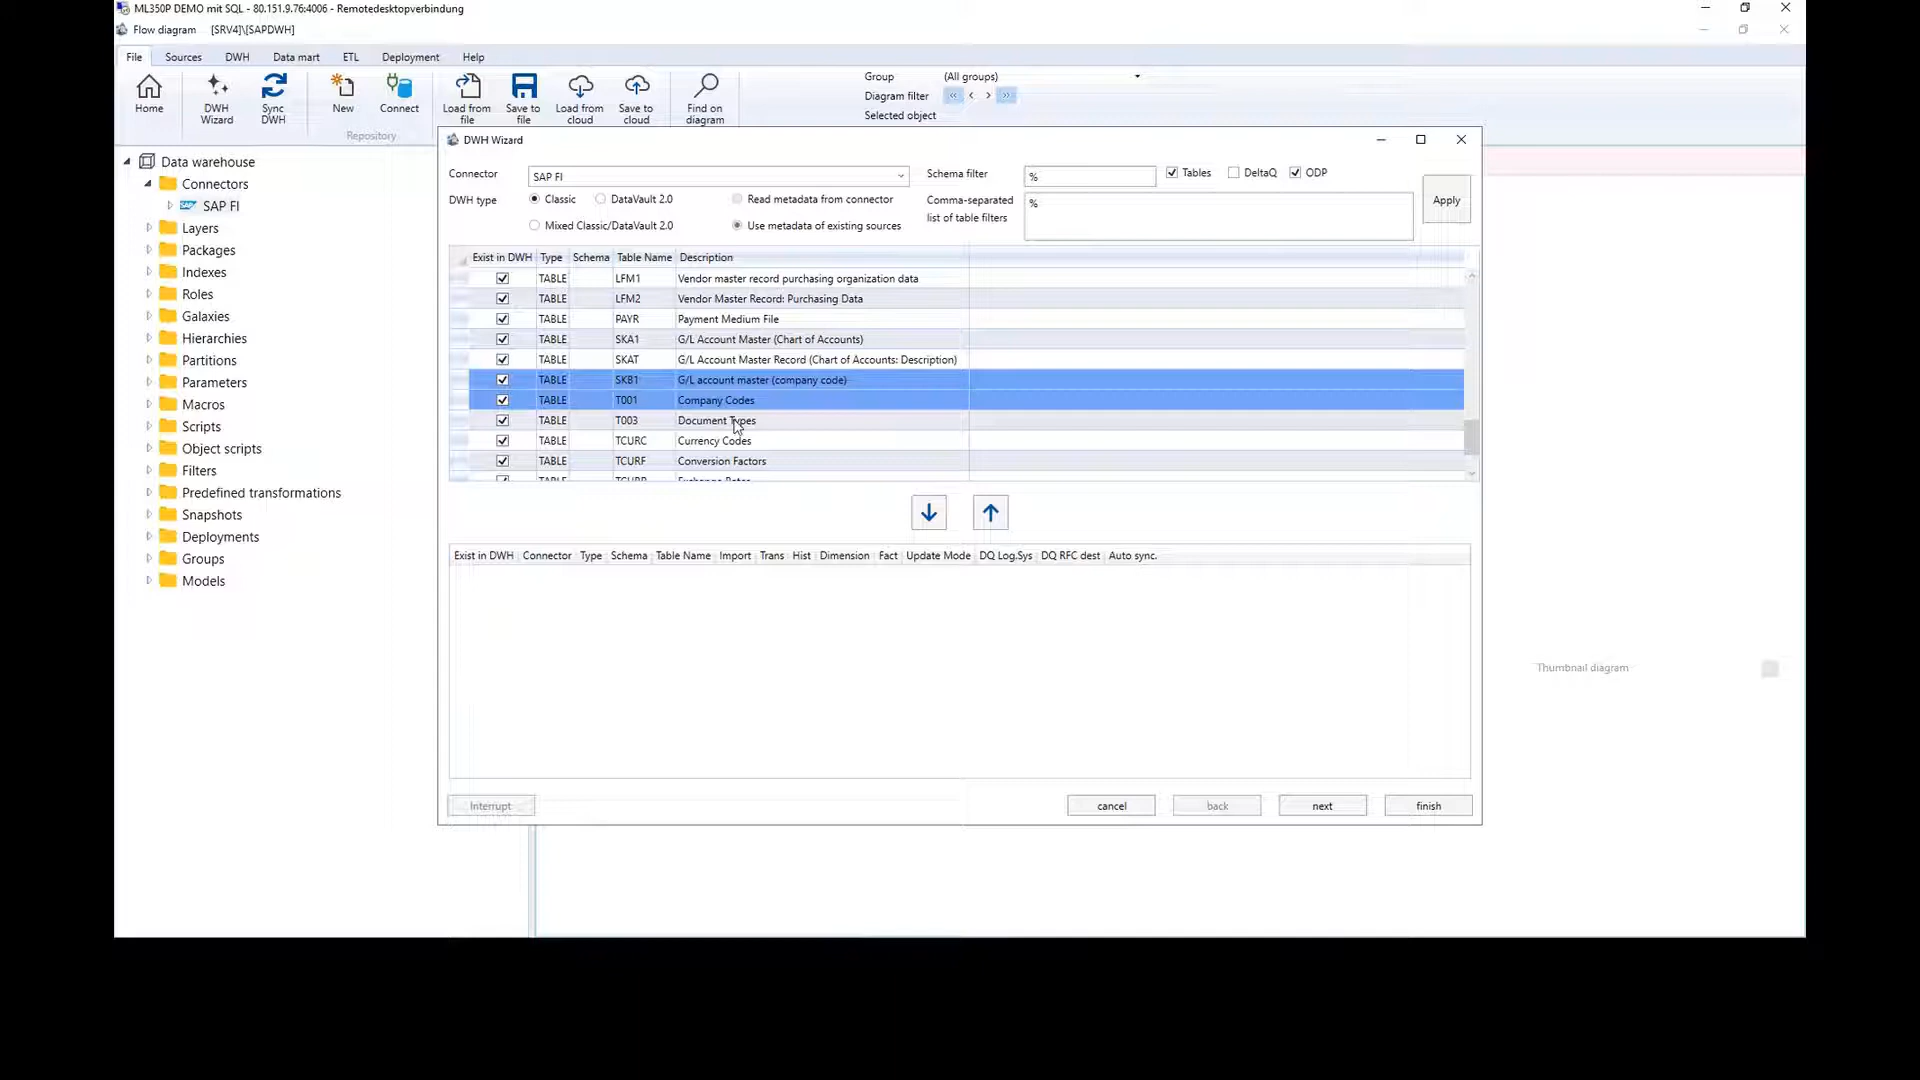 ML350P DEMO mit SQL - 80.151.9.76:4006 - Remotedesktopverbindung
Flow diagram [SRV4]\[SAPDWH]
File Sources DWH Data mart ETL Deployment Help
Home
DWH Wizard
Sync DWH
New
Connect
Load from file
Save to file
Load from cloud
Save to cloud
Find on diagram
Repository
Group (All groups)
Diagram filter
Selected object
Data warehouse
Connectors
SAP FI
Layers
Packages
Indexes
Roles
Galaxies
Hierarchies
Partitions
Parameters
Macros
Scripts
Object scripts
Filters
Predefined transformations
Snapshots
Deployments
Groups
Models
DWH Wizard
Connector SAP FI
Schema filter % Tables DeltaQ ODP
DWH type Classic DataVault 2.0 Read metadata from connector
Mixed Classic/DataVault 2.0 Use metadata of existing sources
Comma-separated
list of table filters
%
Apply
Exist in DWH Type Schema Table Name Description
TABLE LFM1 Vendor master record purchasing organization data
TABLE LFM2 Vendor Master Record: Purchasing Data
TABLE PAYR Payment Medium File
TABLE SKA1 G/L Account Master (Chart of Accounts)
TABLE SKAT G/L Account Master Record (Chart of Accounts: Description)
TABLE SKB1 G/L account master (company code)
TABLE T001 Company Codes
TABLE T003 Document Types
TABLE TCURC Currency Codes
TABLE TCURF Conversion Factors
TABLE TCURR Exchange Rates
Exist in DWH Connector Type Schema Table Name Import Trans Hist Dimension Fact Update Mode DQ Log.Sys DQ RFC dest Auto sync.
Interrupt cancel back next finish
Thumbnail diagram